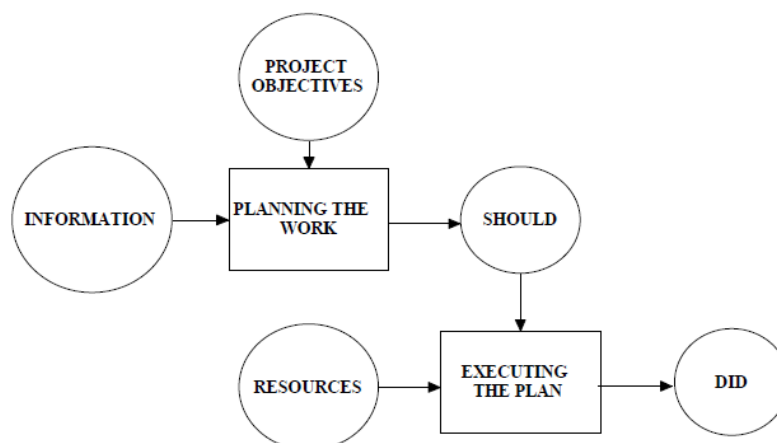 PROJECT
OBJECTIVES
INFORMATION
PLANNING THE
WORK
SHOULD
RESOURCES
EXECUTING
THE PLAN
DID